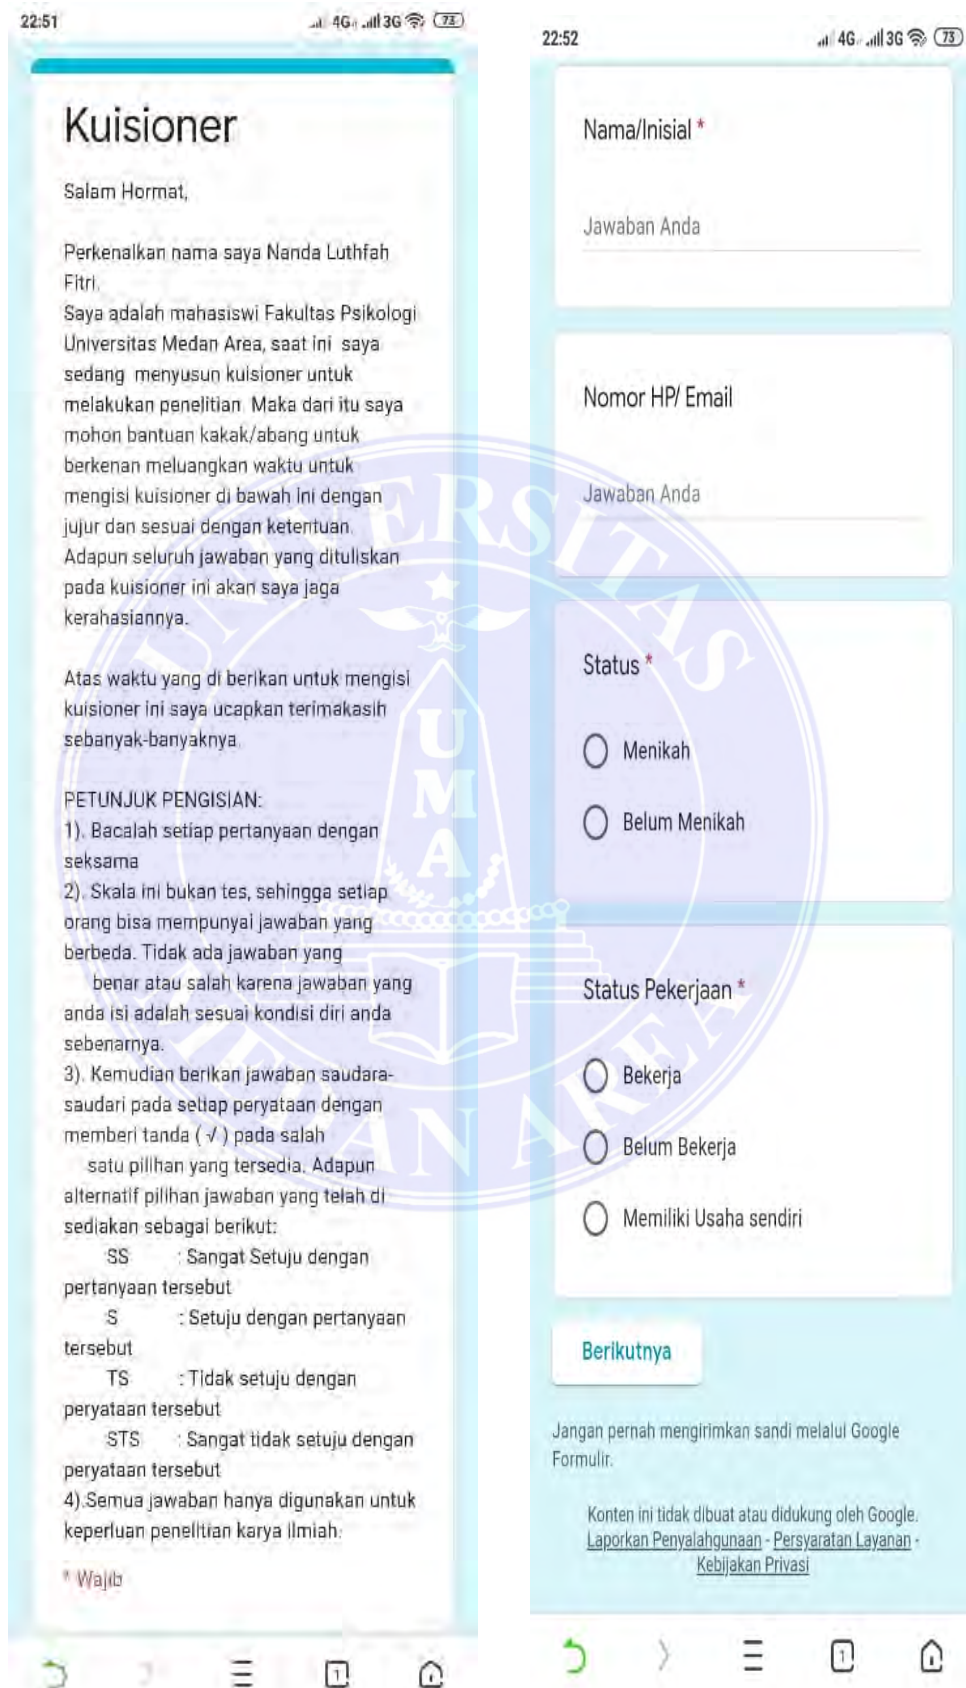 22:51
4G 3G 73
Kuisioner
Salam Hormat,
Perkenalkan nama saya Nanda Luthfah
Fitri.
Saya adalah mahasiswi Fakultas Psikologi
Universitas Medan Area, saat ini saya
sedang menyusun kuisioner untuk
melakukan penelitian. Maka dari itu saya
mohon bantuan kakak/abang untuk
berkenan meluangkan waktu untuk
mengisi kuisioner di bawah ini dengan
jujur dan sesuai dengan ketentuan.
Adapun seluruh jawaban yang dituliskan
pada kuisioner ini akan saya jaga
kerahasiannya.
Atas waktu yang di berikan untuk mengisi
kuisioner ini saya ucapkan terimakasih
sebanyak-banyaknya.
PETUNJUK PENGISIAN:
1). Bacalah setiap pertanyaan dengan
seksama
2). Skala ini bukan tes, sehingga setiap
orang bisa mempunyai jawaban yang
berbeda. Tidak ada jawaban yang
benar atau salah karena jawaban yang
anda isi adalah sesuai kondisi diri anda
sebenarnya.
3). Kemudian berikan jawaban saudara-
saudari pada setiap peryataan dengan
memberi tanda ( √ ) pada salah
satu pilihan yang tersedia. Adapun
alternatif pilihan jawaban yang telah di
sediakan sebagai berikut:
SS : Sangat Setuju dengan
pertanyaan tersebut
S : Setuju dengan pertanyaan
tersebut
TS : Tidak setuju dengan
peryataan tersebut
STS : Sangat tidak setuju dengan
peryataan tersebut
4).Semua jawaban hanya digunakan untuk
keperluan penelitian karya ilmiah.
* Wajib
1
22:52
4G 3G 73
Nama/Inisial *
Jawaban Anda
Nomor HP/ Email
Jawaban Anda
Status *
Menikah
Belum Menikah
Status Pekerjaan *
Bekerja
Belum Bekerja
Memiliki Usaha sendiri
Berikutnya
Jangan pernah mengirimkan sandi melalui Google
Formulir.
Konten ini tidak dibuat atau didukung oleh Google.
Laporkan Penyalahgunaan - Persyaratan Layanan -
Kebijakan Privasi
1
UNIVERSITAS
UMA
MEDAN AREA